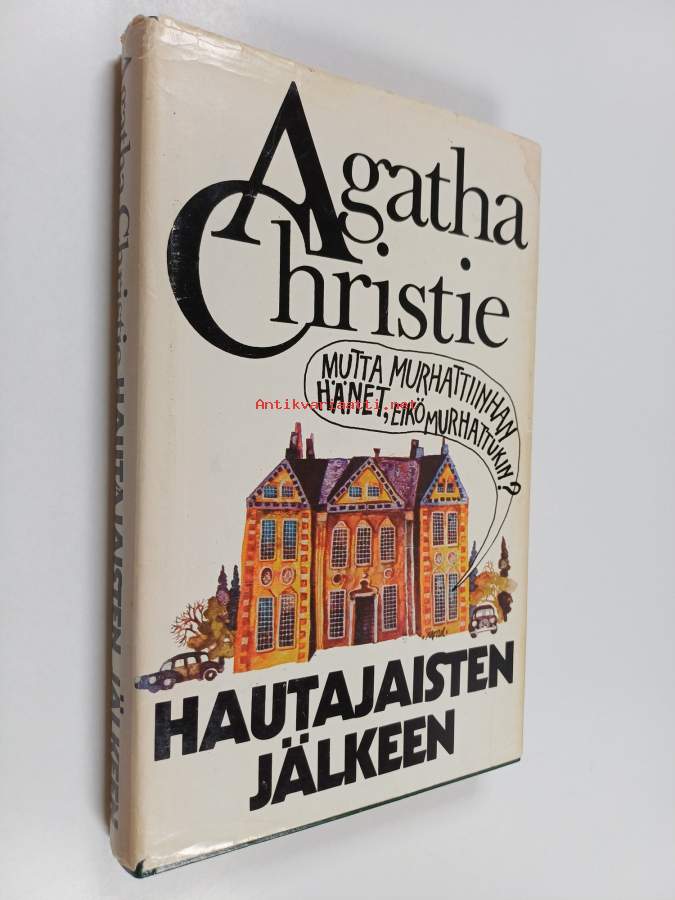 Agatha
Christie
MUTTA MURHATTIINHAN
HÄNET, EIKÖ MURHATTUKIN?
Antikvariaatti.net
HAUTAJAISTEN
JÄLKEEN
Agatha Christie HAUTAJAISTEN JÄLKEEN